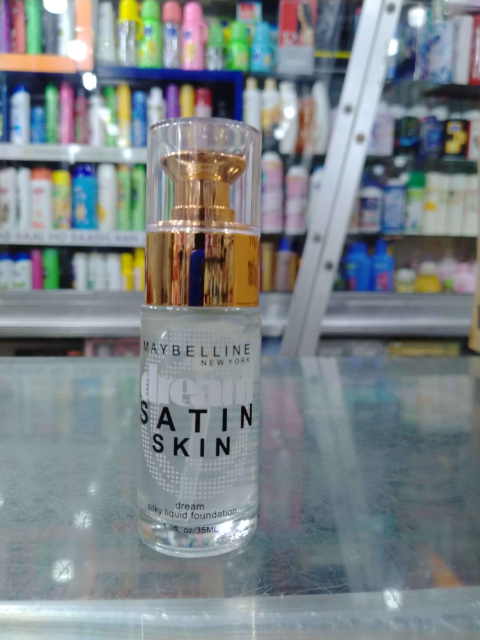 MAYBELLINE
NEW YORK
dream
SATIN
SKIN
dream
silky liquid foundation
1.0fl. oz/35ML